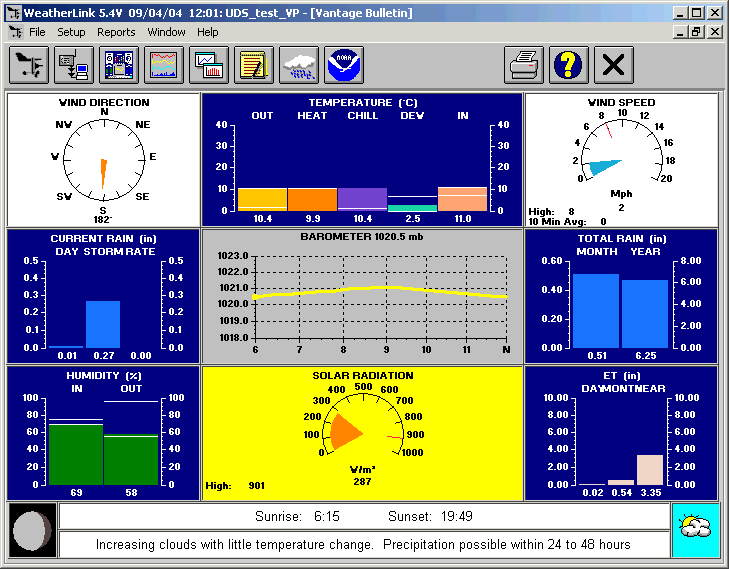 WeatherLink 5.4V 09/04/04 12:01: UDS_test_VP - [Vantage Bulletin]
File Setup Reports Window Help
NOAA
WIND DIRECTION
N
NW NE
W E
SW SE
S
182°
TEMPERATURE (°C)
OUT HEAT CHILL DEW IN
40 40
30 30
20 20
10 10
0 0
10.4 9.9 10.4 2.5 11.0
WIND SPEED
0 2 4 6 8 10 12 14 16 18 20
Mph
2
High: 8
10 Min Avg: 0
CURRENT RAIN (in)
DAY STORM RATE
0.5 0.5
0.4 0.4
0.3 0.3
0.2 0.2
0.1 0.1
0.0 0.0
0.01 0.27 0.00
BAROMETER 1020.5 mb
1023.0
1022.0
1021.0
1020.0
1019.0
1018.0
6 7 8 9 10 11 N
TOTAL RAIN (in)
MONTH YEAR
0.60 8.00
6.00
0.40
4.00
0.20
2.00
0.00 0.00
0.51 6.25
HUMIDITY (%)
IN OUT
100 100
80 80
60 60
40 40
20 20
0 0
69 58
SOLAR RADIATION
0 100 200 300 400 500 600 700 800 900 1000
W/m²
287
High: 901
ET (in)
DAY MONTH YEAR
10.00 10.00
8.00 8.00
6.00 6.00
4.00 4.00
2.00 2.00
0.00 0.00
0.02 0.54 3.35
Sunrise: 6:15 Sunset: 19:49
Increasing clouds with little temperature change. Precipitation possible within 24 to 48 hours